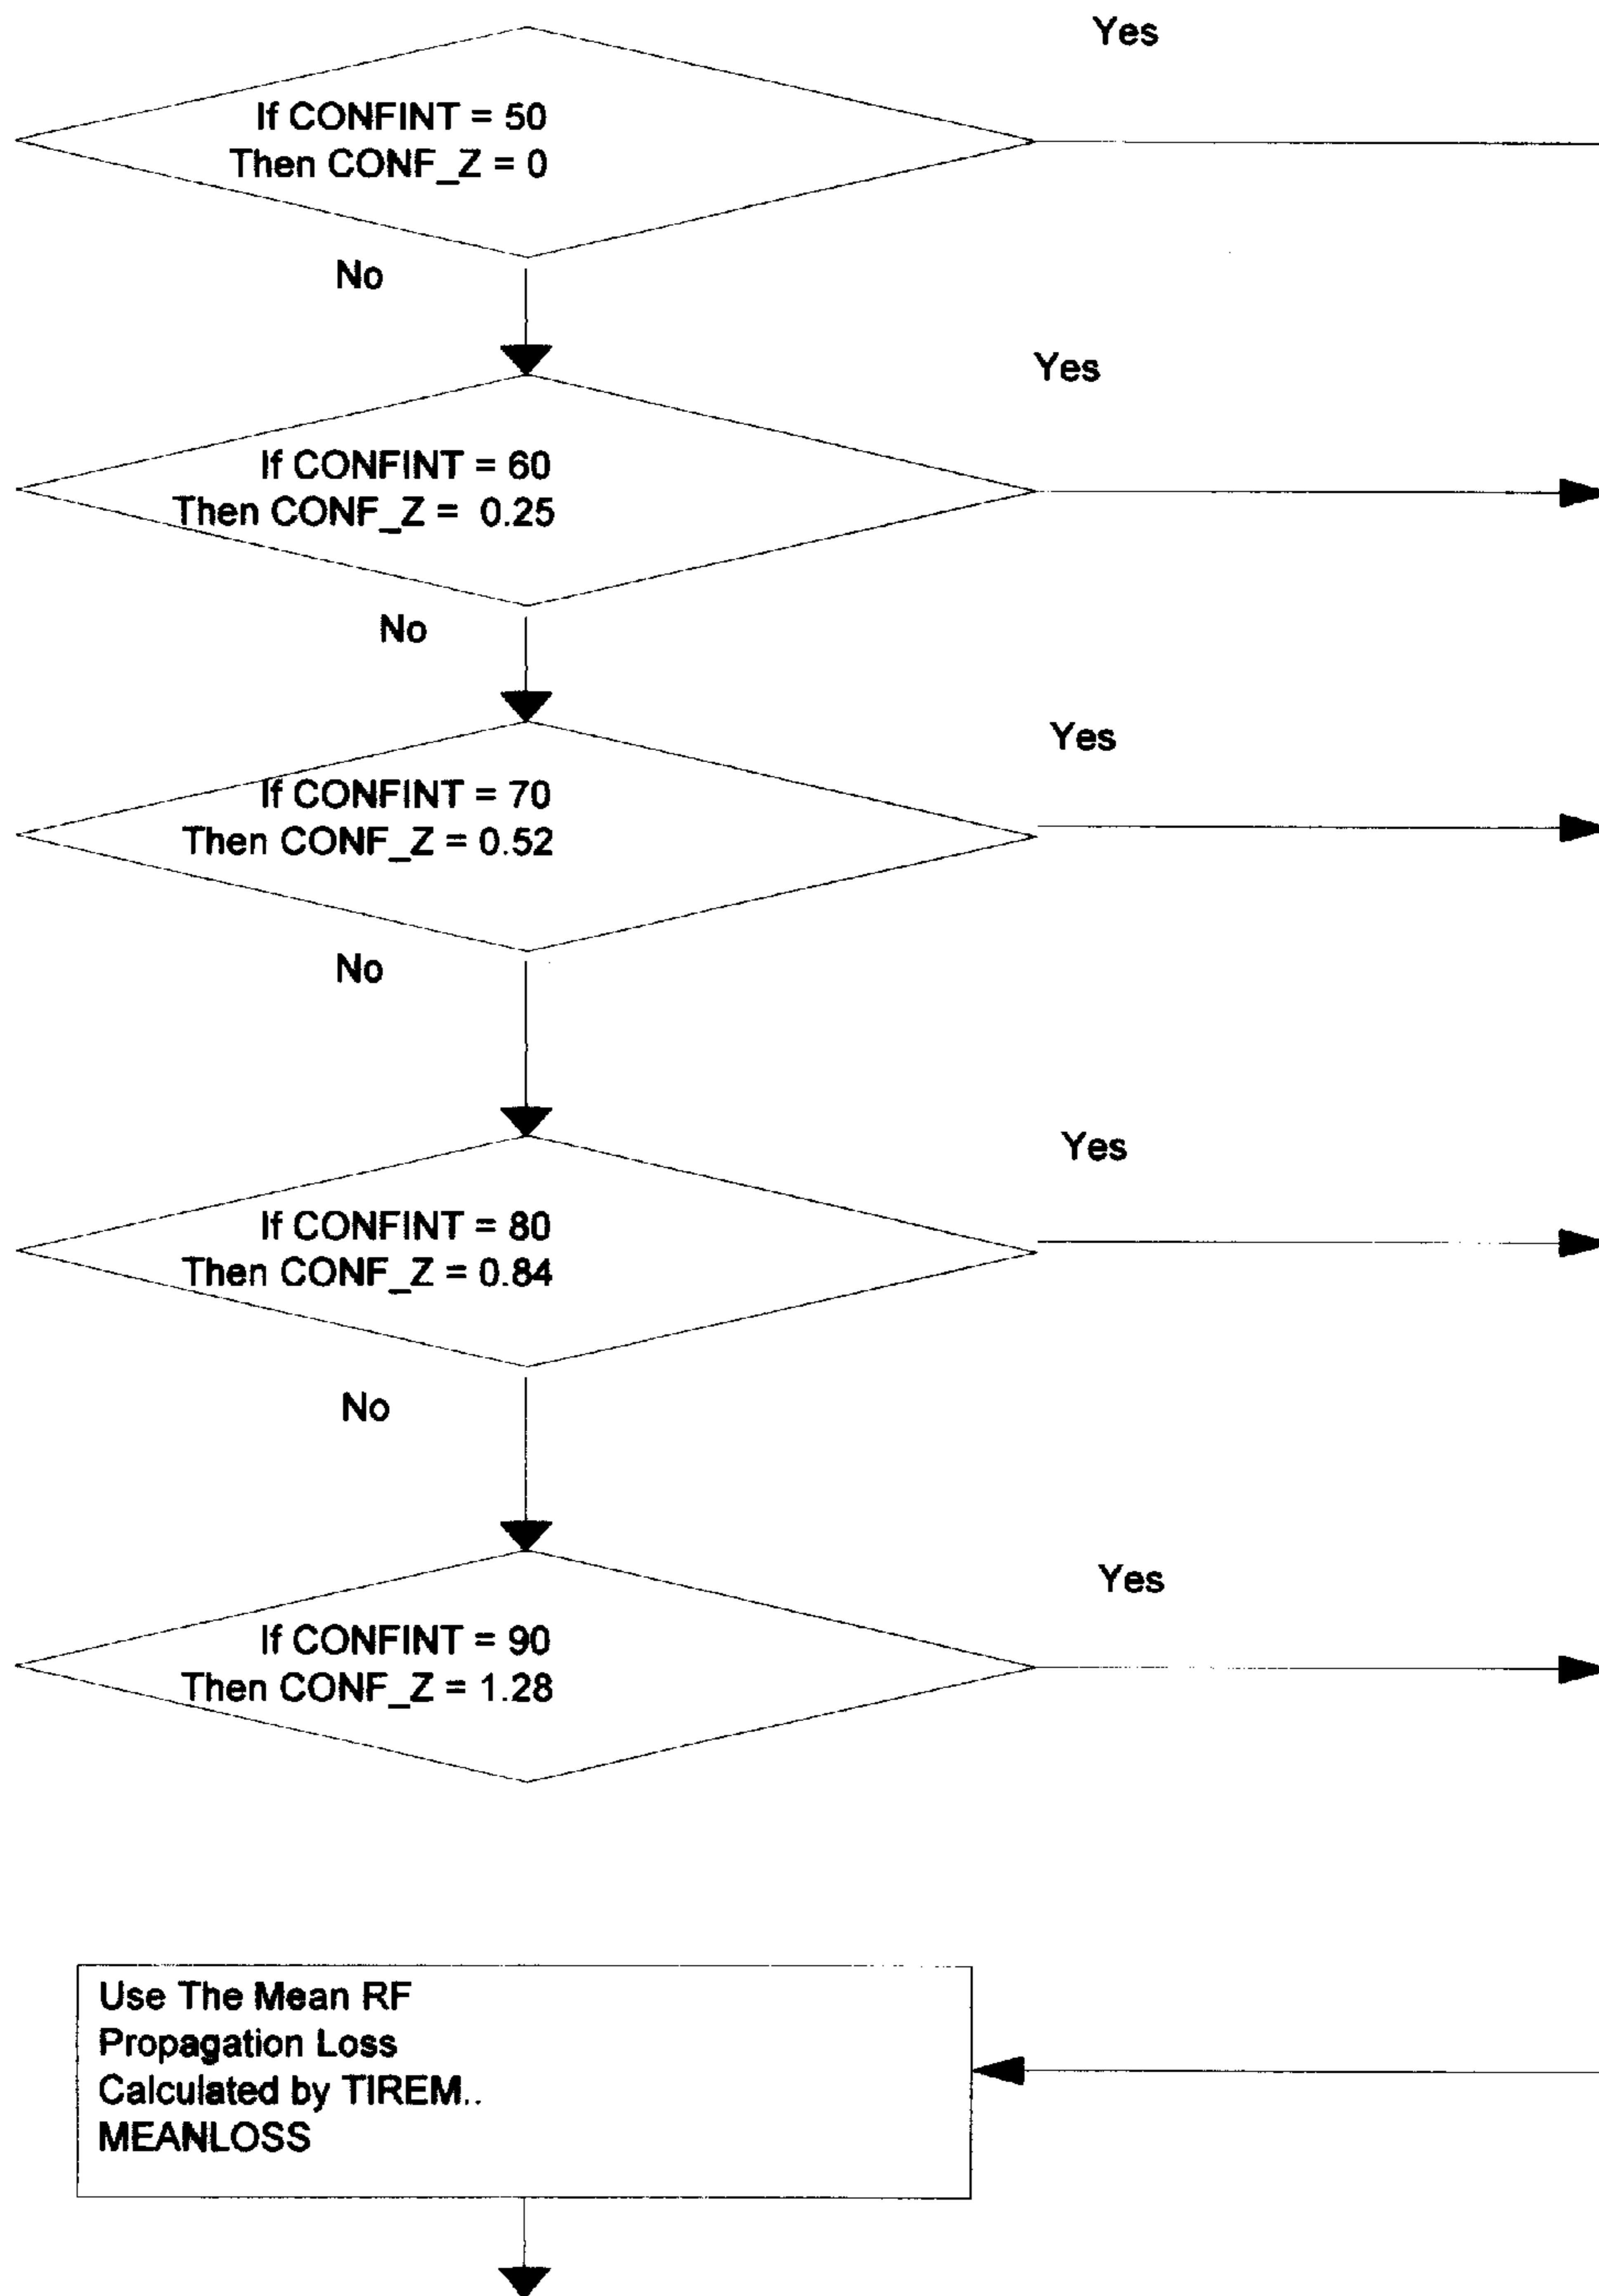 Yes
If CONFINT = 50
Then CONF_Z = 0
No
Yes
If CONFINT = 60
Then CONF_Z =  0.25
No
Yes
If CONFINT = 70
Then CONF_Z = 0.52
No
Yes
If CONFINT = 80
Then CONF_Z = 0.84
No
Yes
If CONFINT = 90
Then CONF_Z = 1.28
Use The Mean RF
Propagation Loss
Calculated by TIREM..
MEANLOSS